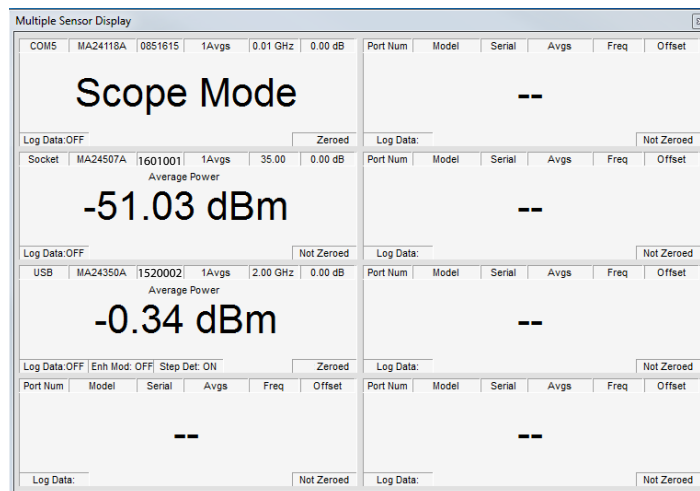 Multiple Sensor Display
COM5 MA24118A 0851615 1Avgs 0.01 GHz 0.00 dB
Scope Mode
Log Data:OFF Zeroed
Port Num Model Serial Avgs Freq Offset
--
Log Data: Not Zeroed
Socket MA24507A 1601001 1Avgs 35.00 0.00 dB
Average Power
-51.03 dBm
Log Data:OFF Not Zeroed
Port Num Model Serial Avgs Freq Offset
--
Log Data: Not Zeroed
USB MA24350A 1520002 1Avgs 2.00 GHz 0.00 dB
Average Power
-0.34 dBm
Log Data:OFF Enh Mod: OFF Step Det: ON Zeroed
Port Num Model Serial Avgs Freq Offset
--
Log Data: Not Zeroed
Port Num Model Serial Avgs Freq Offset
--
Log Data: Not Zeroed
Port Num Model Serial Avgs Freq Offset
--
Log Data: Not Zeroed